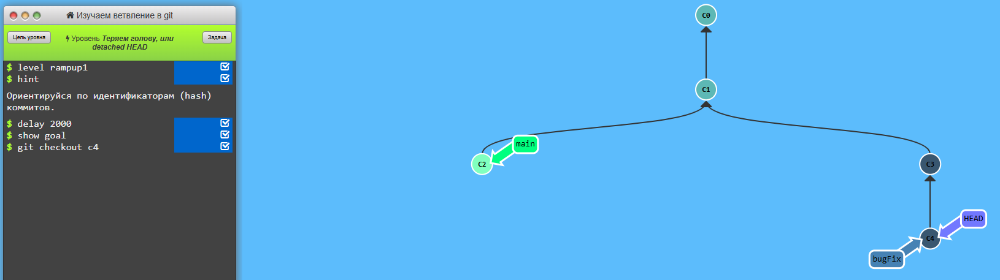 Изучаем ветвление в git
Цель уровня
Уровень Теряем голову, или
detached HEAD
Задача
$ level rampup1
$ hint
Ориентируйся по идентификаторам (hash)
коммитов.
$ delay 2000
$ show goal
$ git checkout c4
C0
C1
main
C2
C3
HEAD
C4
bugFix